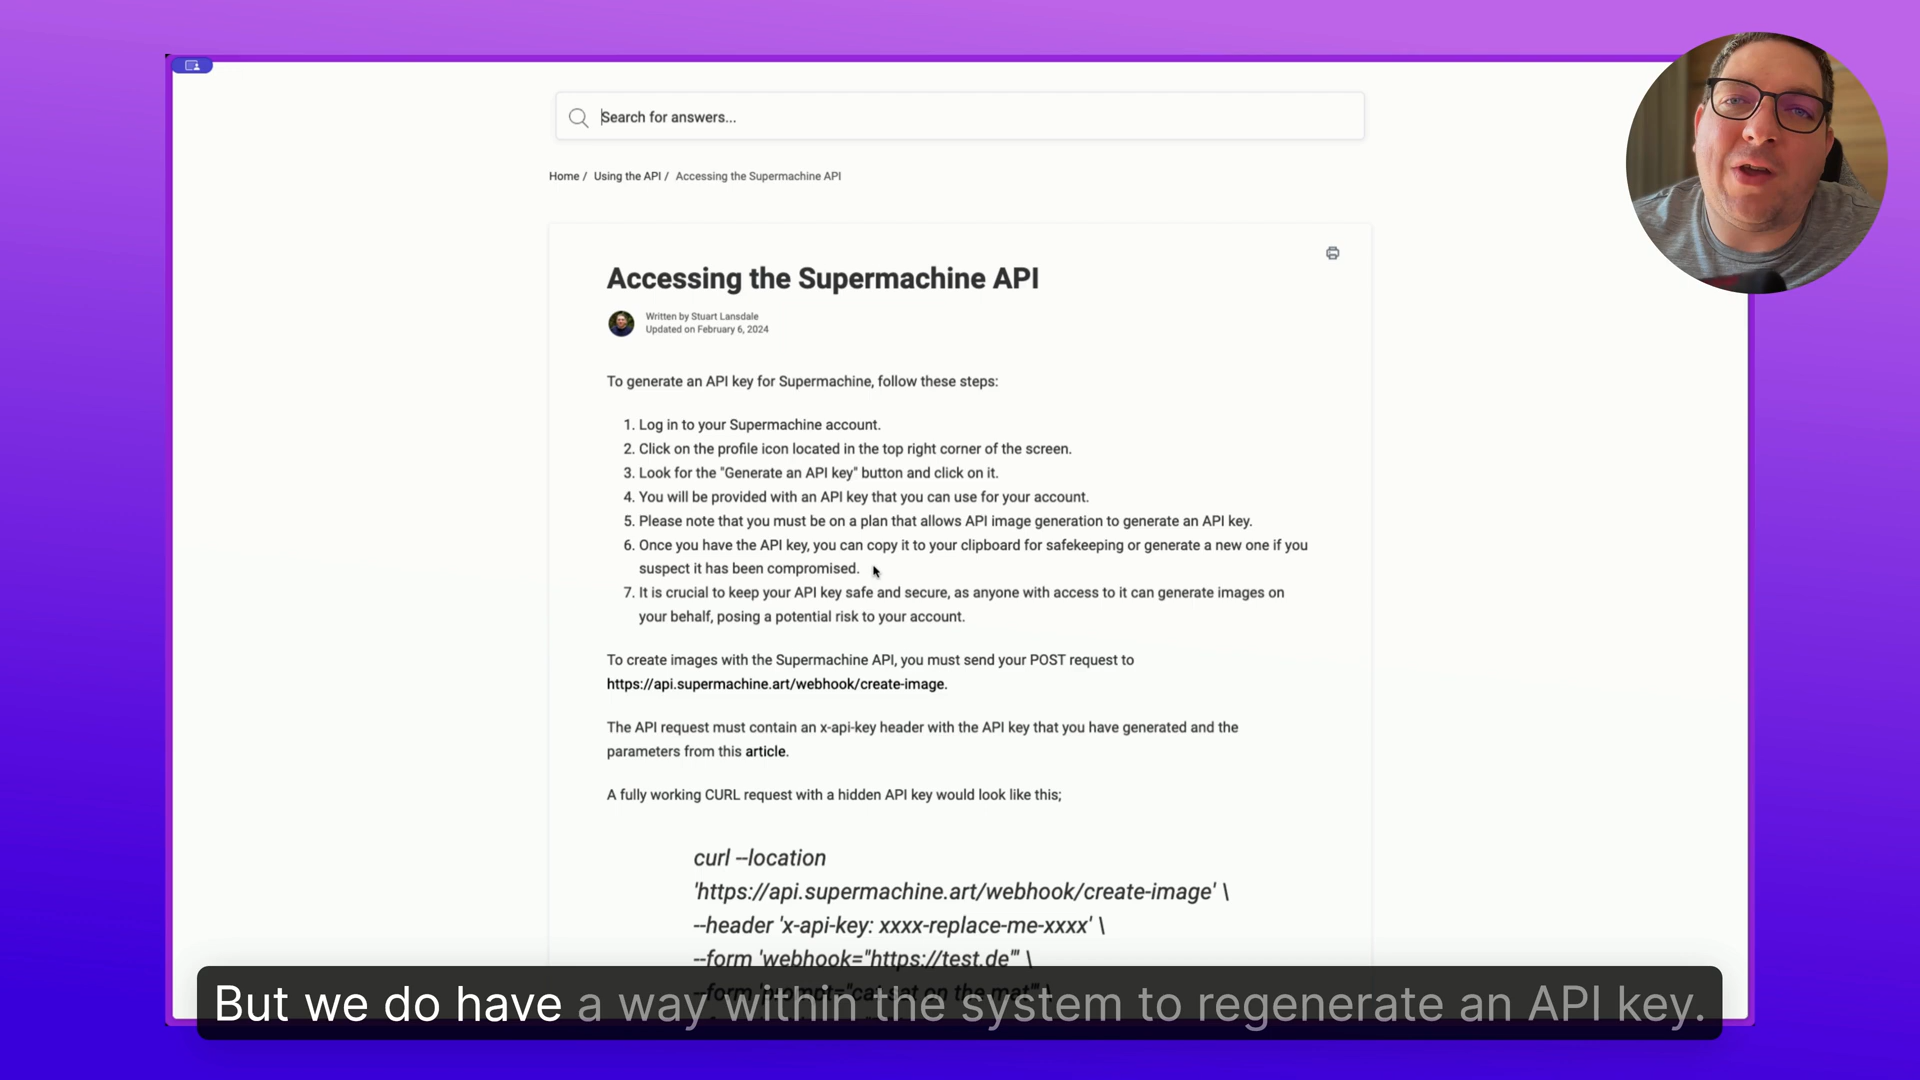 Search for answers...
Home / Using the API / Accessing the Supermachine API
Accessing the Supermachine API
Written by Stuart Lansdale
Updated on February 6, 2024
To generate an API key for Supermachine, follow these steps:
1. Log in to your Supermachine account.
2. Click on the profile icon located in the top right corner of the screen.
3. Look for the "Generate an API key" button and click on it.
4. You will be provided with an API key that you can use for your account.
5. Please note that you must be on a plan that allows API image generation to generate an API key.
6. Once you have the API key, you can copy it to your clipboard for safekeeping or generate a new one if you
suspect it has been compromised.
7. It is crucial to keep your API key safe and secure, as anyone with access to it can generate images on
your behalf, posing a potential risk to your account.
To create images with the Supermachine API, you must send your POST request to
https://api.supermachine.art/webhook/create-image.
The API request must contain an x-api-key header with the API key that you have generated and the
parameters from this article.
A fully working CURL request with a hidden API key would look like this;
curl --location
'https://api.supermachine.art/webhook/create-image' \
--header 'x-api-key: xxxx-replace-me-xxxx' \
--form 'webhook="https://test.de"' \
--form 'prompt="cat sat on the mat"' \
But we do have a way within the system to regenerate an API key.